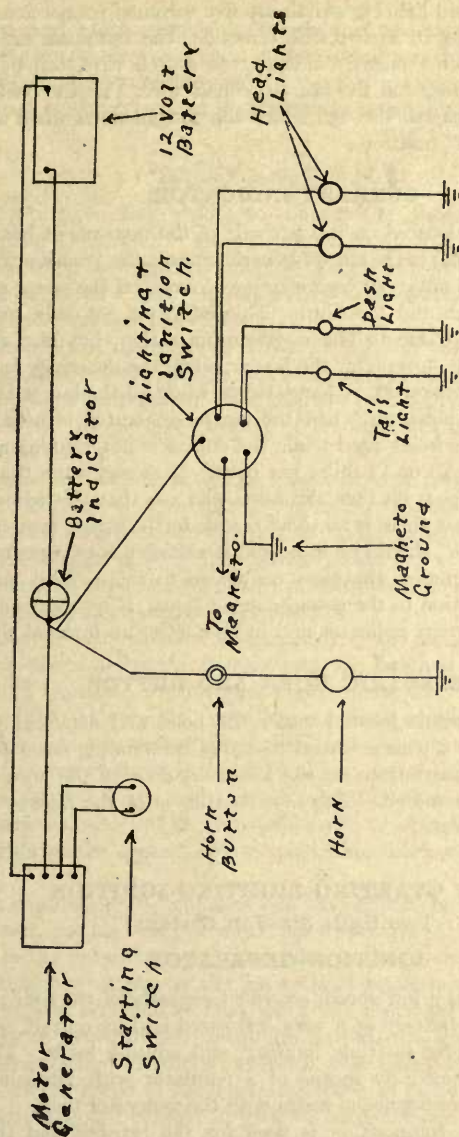 12 Volt
Battery
Head
Lights
Lighting +
Ignition
Switch.
Battery
Indicator
Dash
Light
Tais
Light
To
Magneto.
Magneto
Ground
Horn
Button
Horn
Starting
Switch
Motor
Generator